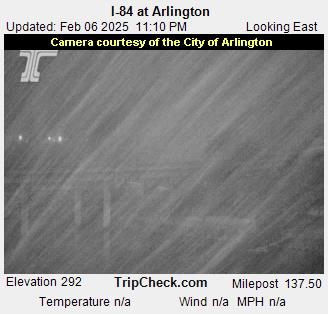 I-84 at Arlington
Updated: Feb 06 2025 11:10 PM Looking East
Camera courtesy of the City of Arlington
Elevation 292 TripCheck.com Milepost 137.50
Temperature n/a Wind n/a MPH n/a